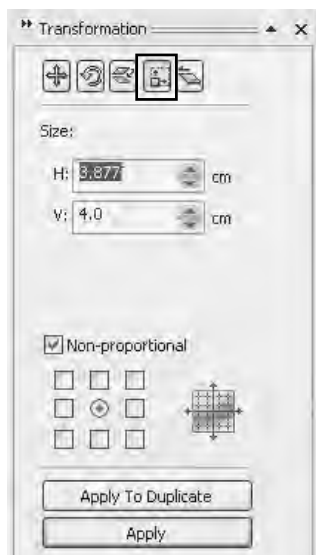 Transformation
Size:
H: 3.877 cm
V: 4.0 cm
Non-proportional
Apply To Duplicate
Apply